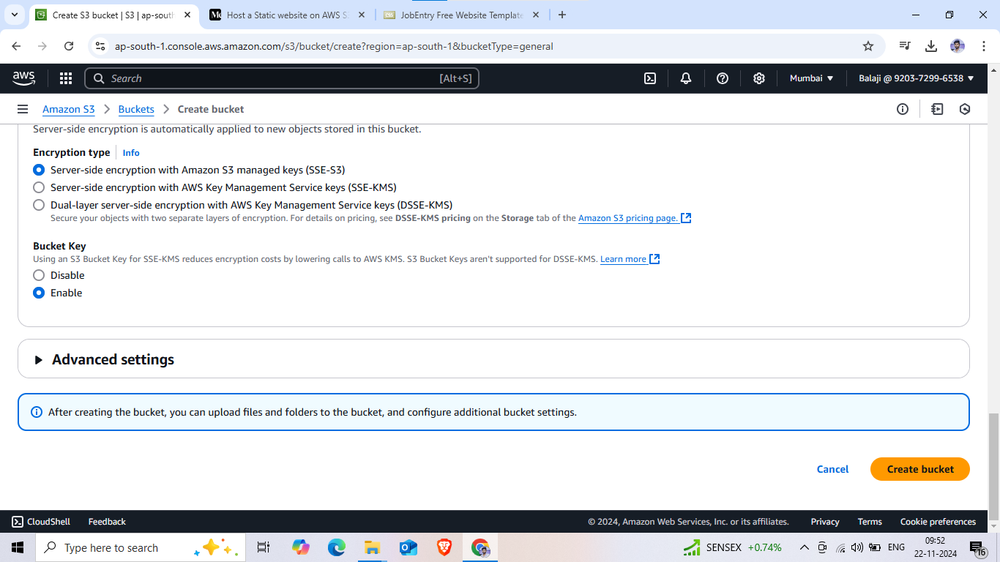 Create S3 bucket | S3 | ap-south
Host a Static website on AWS S
JobEntry Free Website Template
ap-south-1.console.aws.amazon.com/s3/bucket/create?region=ap-south-1&bucketType=general
aws
Search
[Alt+S]
Mumbai
Balaji @ 9203-7299-6538
Amazon S3
Buckets
Create bucket
Server-side encryption is automatically applied to new objects stored in this bucket.
Encryption type
Info
Server-side encryption with Amazon S3 managed keys (SSE-S3)
Server-side encryption with AWS Key Management Service keys (SSE-KMS)
Dual-layer server-side encryption with AWS Key Management Service keys (DSSE-KMS)
Secure your objects with two separate layers of encryption. For details on pricing, see DSSE-KMS pricing on the Storage tab of the Amazon S3 pricing page.
Bucket Key
Using an S3 Bucket Key for SSE-KMS reduces encryption costs by lowering calls to AWS KMS. S3 Bucket Keys aren't supported for DSSE-KMS. Learn more
Disable
Enable
Advanced settings
After creating the bucket, you can upload files and folders to the bucket, and configure additional bucket settings.
Cancel
Create bucket
CloudShell
Feedback
© 2024, Amazon Web Services, Inc. or its affiliates.
Privacy
Terms
Cookie preferences
Type here to search
SENSEX +0.74%
ENG
09:52
22-11-2024
16